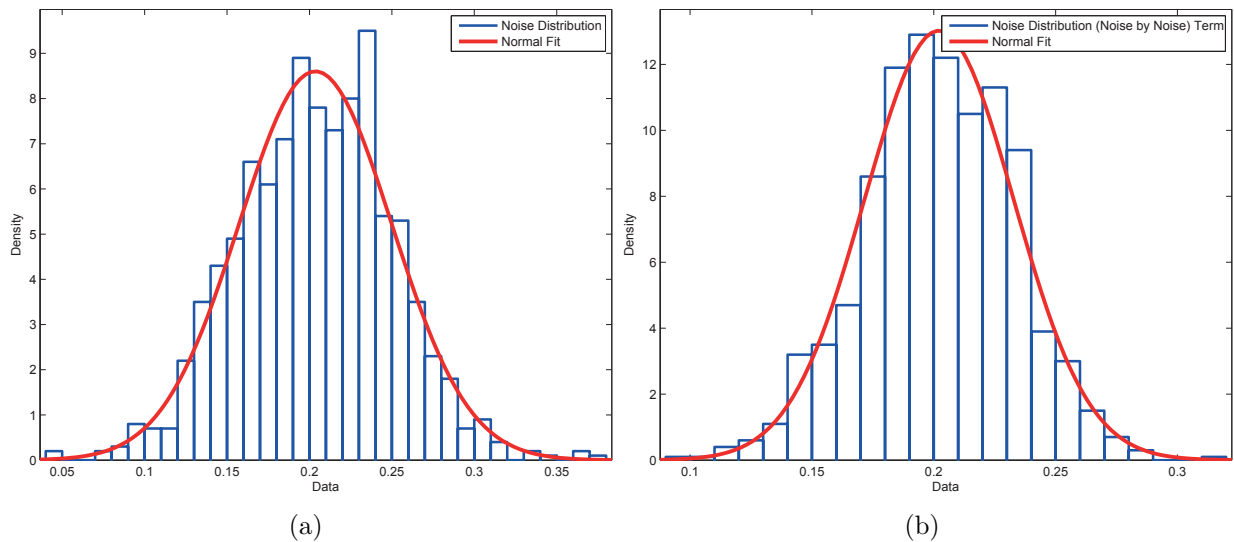 Noise Distribution
Normal Fit
9
8
7
6
5
4
3
2
1
0
Density
0.05 0.1 0.15 0.2 0.25 0.3 0.35
Data
(a)
Noise Distribution (Noise by Noise) Term
Normal Fit
12
10
8
6
4
2
0
Density
0.1 0.15 0.2 0.25 0.3
Data
(b)